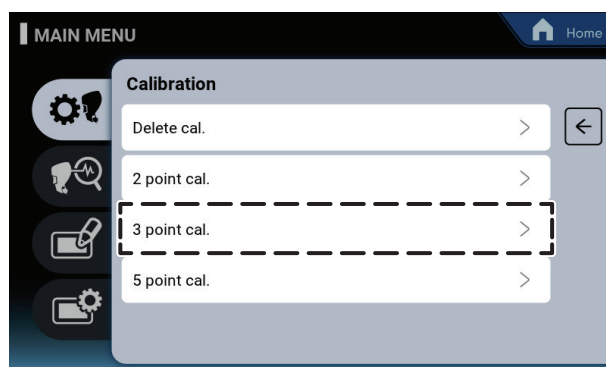 MAIN MENU
Home
Calibration
Delete cal.
2 point cal.
3 point cal.
5 point cal.